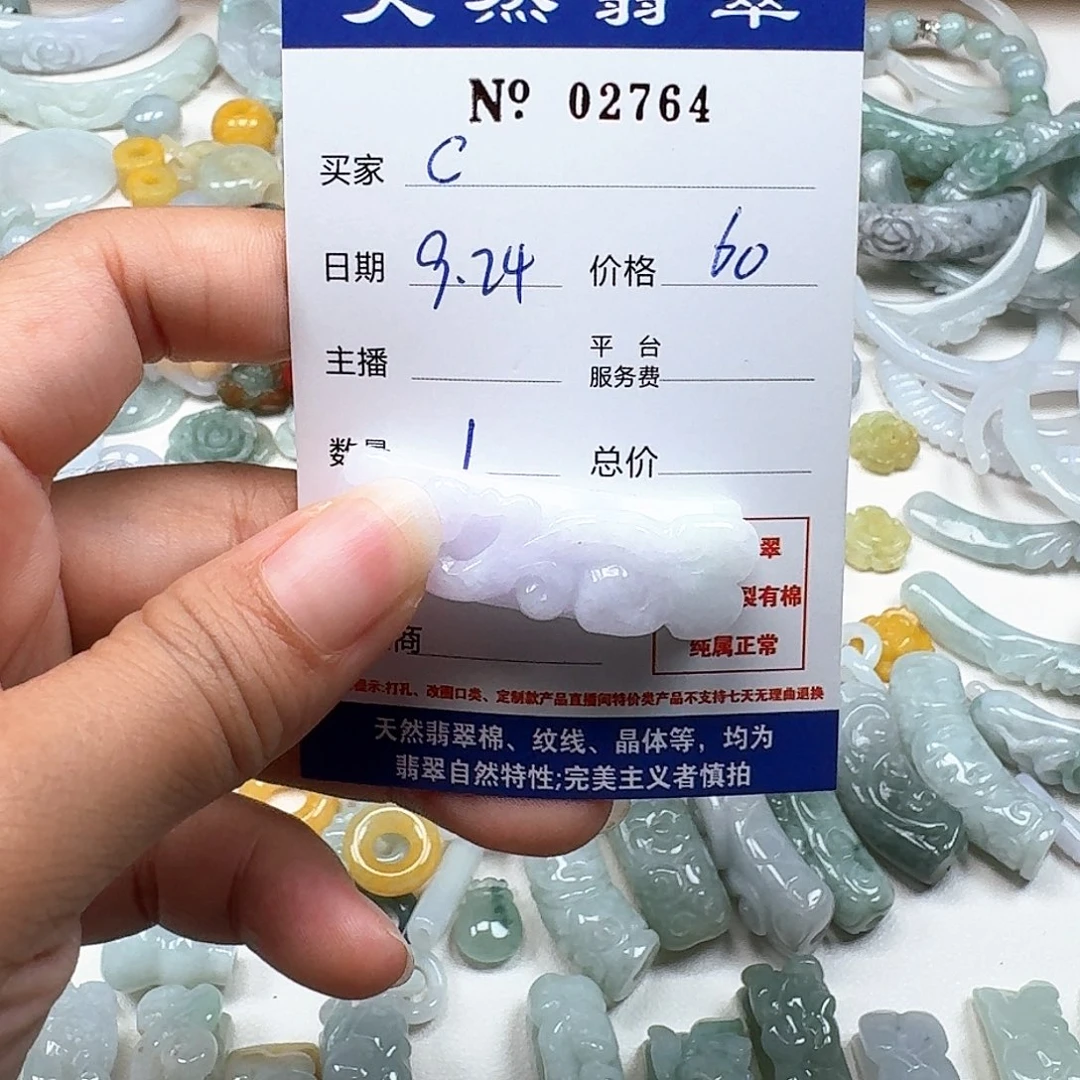 天然翡翠
Nº 02764
买家 C
日期 9.24 价格 60
主播 平台
服务费
数量 1 总价
翠
裂有棉
商 纯属正常
提示:打孔、改圈口类、定制款产品直播间特价类产品不支持七天无理由退换
天然翡翠棉、纹线、晶体等，均为
翡翠自然特性;完美主义者慎拍